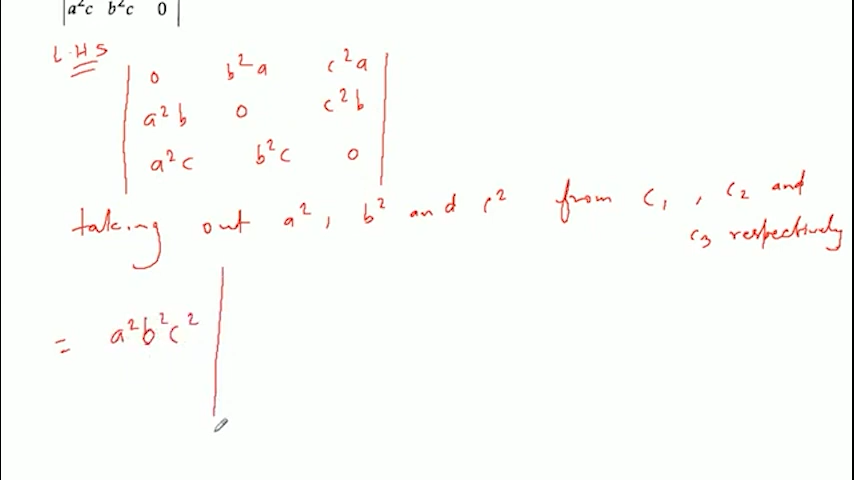 |a²c b²c 0|
L.H.S
0 b²a c²a
a²b 0 c²b
a²c b²c 0
taking out a², b² and c² from C₁, C₂ and
C₃ respectively
= a²b²c² |